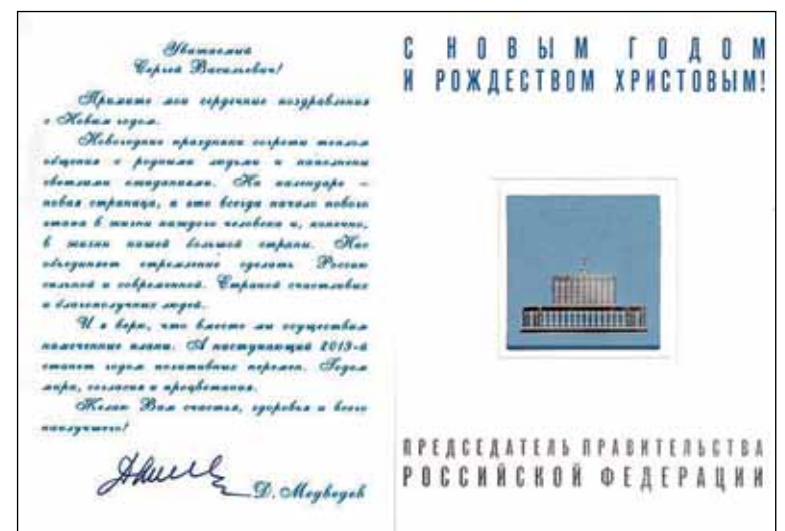 Уважаемый
Сергей Васильевич!
Примите мои сердечные поздравления
с Новым годом.
Новогодние праздники согреты теплом
общения с родными людьми и наполнены
светлыми ожиданиями. На календаре –
новая страница, а это всегда начало нового
этапа в жизни каждого человека и, конечно,
в жизни нашей большой страны. Нас
объединяет стремление сделать Россию
сильной и современной. Страной счастливых
и благополучных людей.
И я верю, что вместе мы осуществим
намеченные планы. А наступающий 2013-й
станет годом позитивных перемен. Годом
мира, согласия и процветания.
Желаю Вам счастья, здоровья и всего
наилучшего!
Д. Медведев
С НОВЫМ ГОДОМ
И РОЖДЕСТВОМ ХРИСТОВЫМ!
ПРЕДСЕДАТЕЛЬ ПРАВИТЕЛЬСТВА
РОССИЙСКОЙ ФЕДЕРАЦИИ